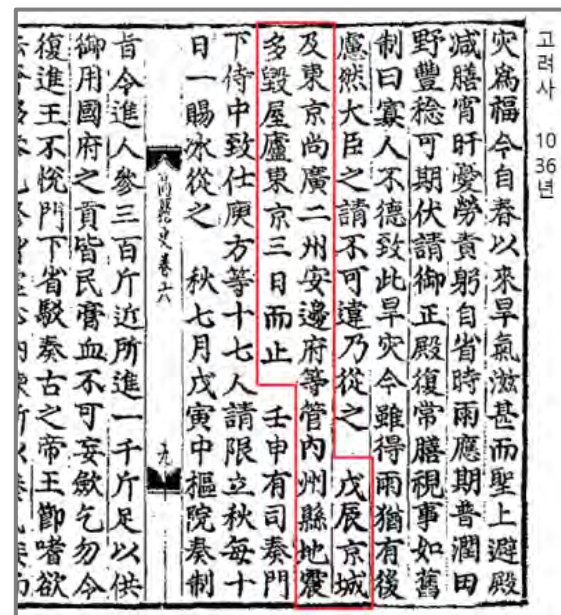 고려사 1036년
灾爲福今自春以來旱氣滋甚而聖上避殿
减膳宵旰憂勞責躬自省時雨應期普潤田
野豐稔可期伏請御正殿復常膳視事如舊
制曰寡人不德致此旱灾今雖得雨猶有後
慮然大臣之請不可違乃從之 戊辰京城
及東京尚廣二州安邊府等管內州縣地震
多毀屋廬東京三日而止 壬申有司奏門
下侍中致仕庾方等十七人請限立秋每十
日一賜氷從之 秋七月戊寅中樞院奏制
高麗史卷六 九
旨令進人參三百斤近所進一千斤足以供
御用國府之貢皆民膏血不可妄斂乞勿令
復進王不悅門下省駁奏古之帝王節嗜欲